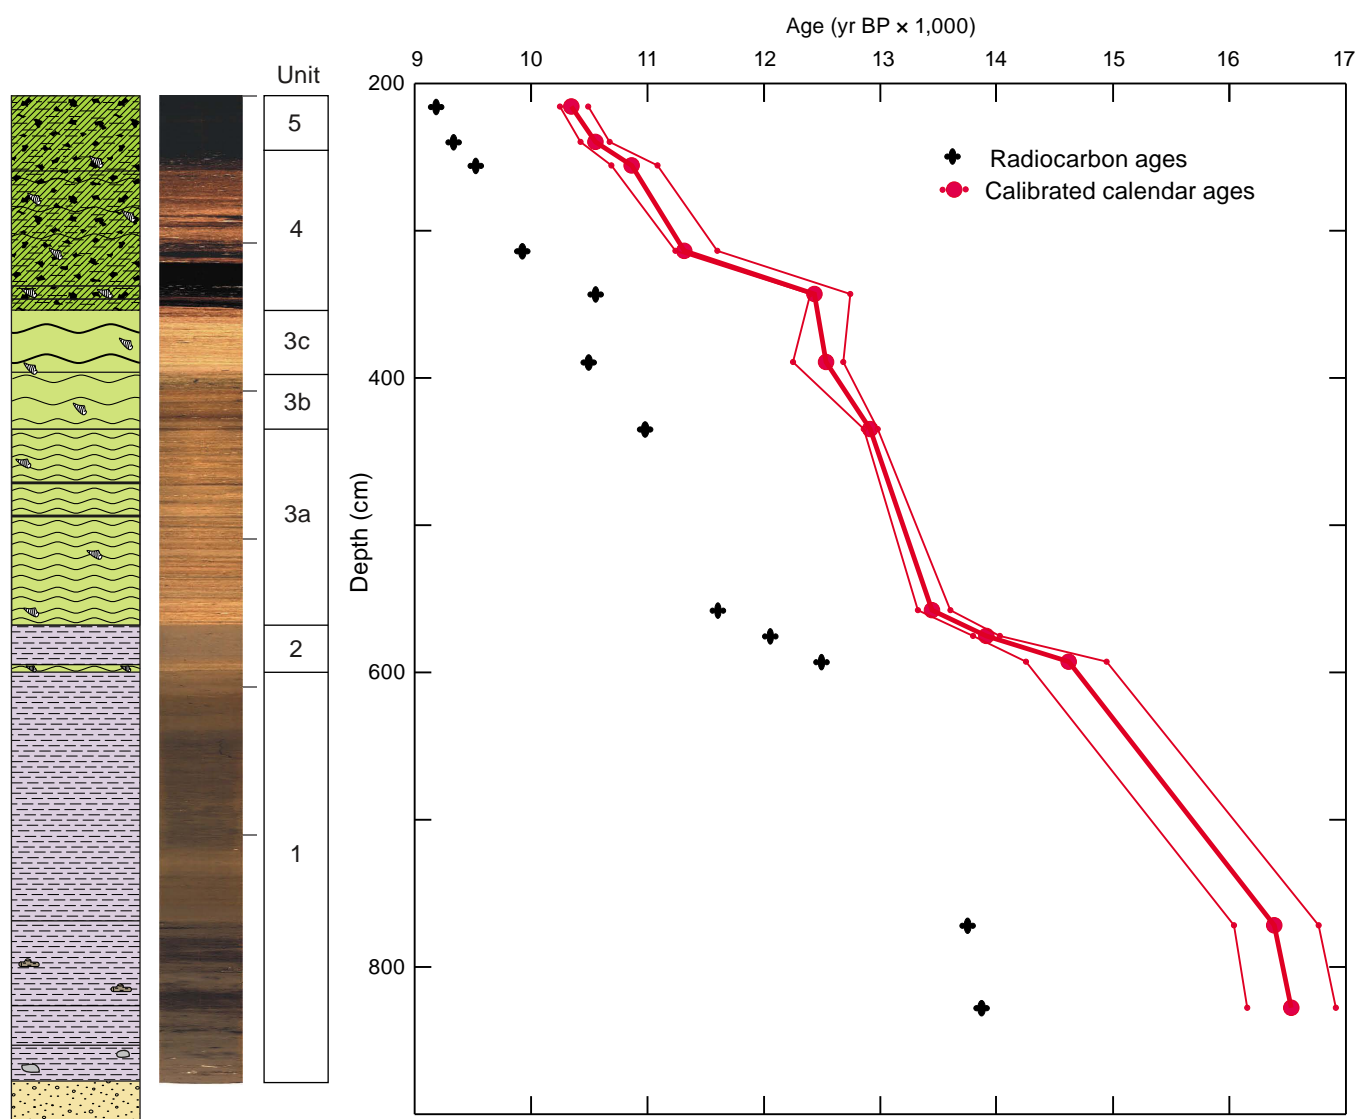 Age (yr BP × 1,000)
9 10 11 12 13 14 15 16 17
Unit
200
5
Radiocarbon ages
Calibrated calendar ages
4
3c
400
3b
Depth (cm)
3a
2
600
1
800